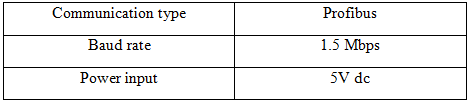 Communication type Profibus
Baud rate 1.5 Mbps
Power input 5V dc